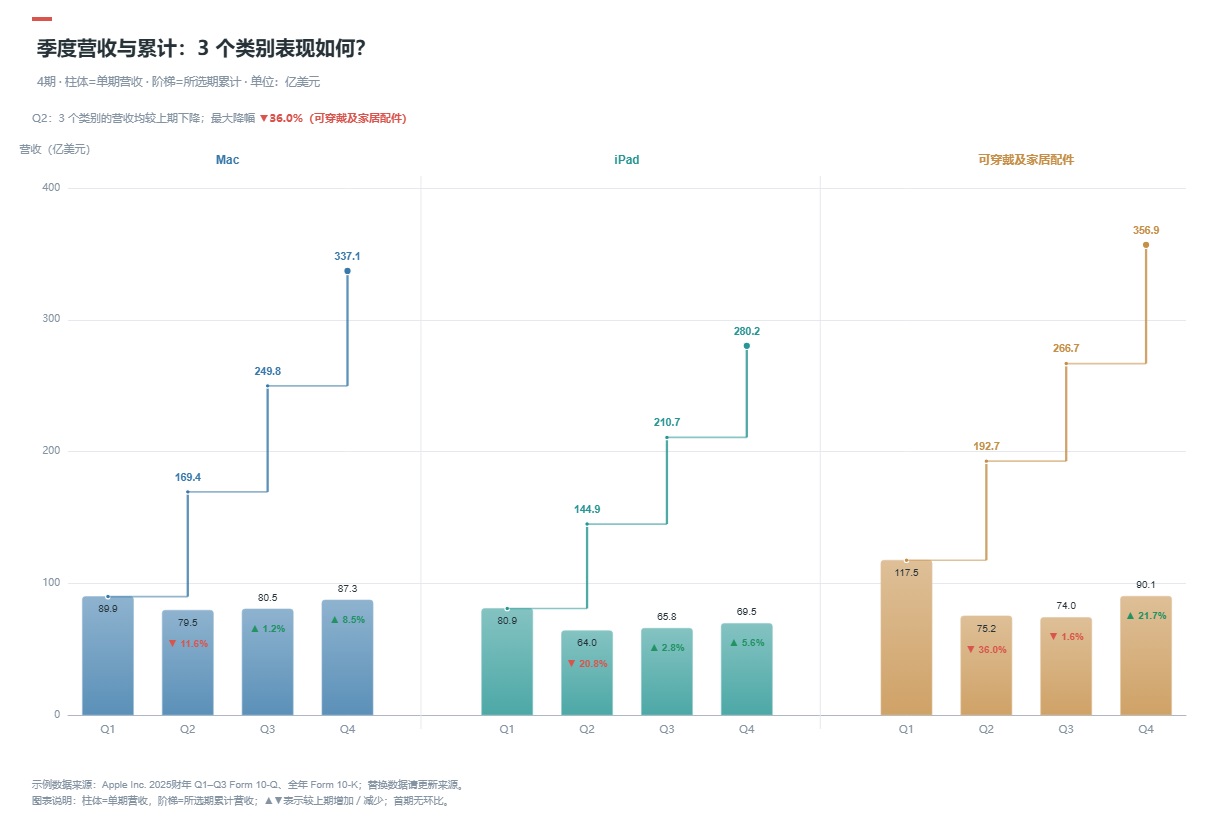 季度营收与累计：3 个类别表现如何?
4期 · 柱体=单期营收 · 阶梯=所选期累计 · 单位：亿美元
Q2：3 个类别的营收均较上期下降；最大降幅 ▼36.0%（可穿戴及家居配件）
营收（亿美元）
Mac
iPad
可穿戴及家居配件
400
300
200
100
0
337.1
249.8
169.4
89.9
79.5
▼ 11.6%
80.5
▲ 1.2%
87.3
▲ 8.5%
Q1 Q2 Q3 Q4
280.2
210.7
144.9
80.9
64.0
▼ 20.8%
65.8
▲ 2.8%
69.5
▲ 5.6%
Q1 Q2 Q3 Q4
356.9
266.7
192.7
117.5
75.2
▼ 36.0%
74.0
▼ 1.6%
90.1
▲ 21.7%
Q1 Q2 Q3 Q4
示例数据来源：Apple Inc. 2025财年 Q1–Q3 Form 10-Q、全年 Form 10-K；替换数据请更新来源。
图表说明：柱体=单期营收，阶梯=所选期累计营收；▲▼表示较上期增加 / 减少；首期无环比。